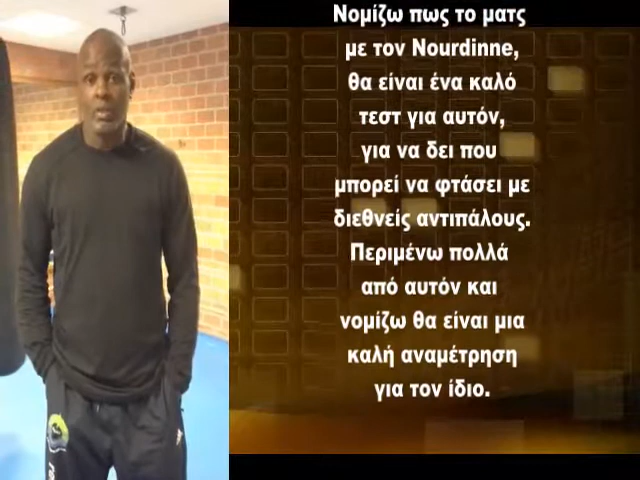 Νομίζω πως το ματς
με τον Nourdinne,
θα είναι ένα καλό
τεστ για αυτόν,
για να δει που
μπορεί να φτάσει με
διεθνείς αντιπάλους.
Περιμένω πολλά
από αυτόν και
νομίζω θα είναι μια
καλή αναμέτρηση
για τον ίδιο.